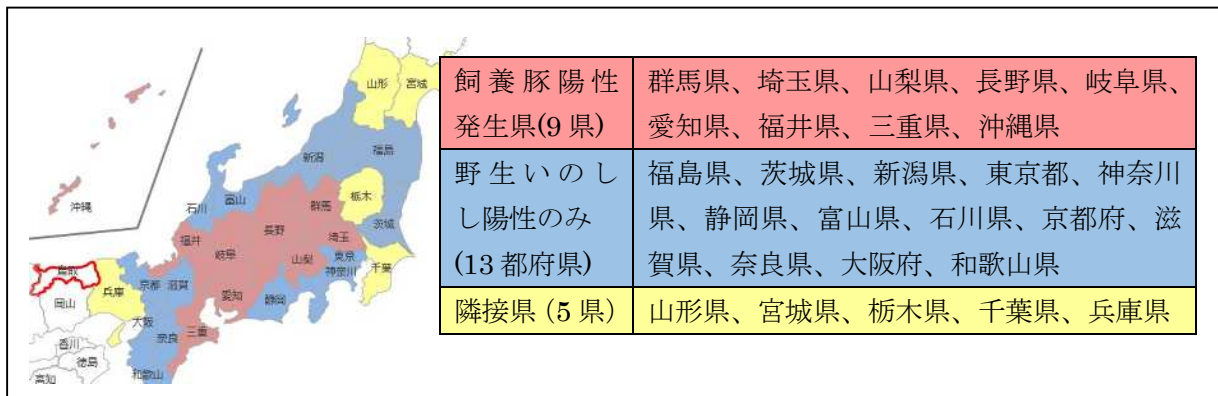 山形
宮城
新潟
福島
沖縄
石川
富山
群馬
栃木
茨城
福井
長野
埼玉
岐阜
山梨
東京
神奈川
千葉
鳥取
兵庫
京都
滋賀
愛知
静岡
岡山
大阪
奈良
三重
香川
徳島
高知
和歌山
飼養豚陽性
発生県(9 県)
群馬県、埼玉県、山梨県、長野県、岐阜県、
愛知県、福井県、三重県、沖縄県
野生いのし
し陽性のみ
(13 都府県)
福島県、茨城県、新潟県、東京都、神奈川
県、静岡県、富山県、石川県、京都府、滋
賀県、奈良県、大阪府、和歌山県
隣接県（5 県）
山形県、宮城県、栃木県、千葉県、兵庫県